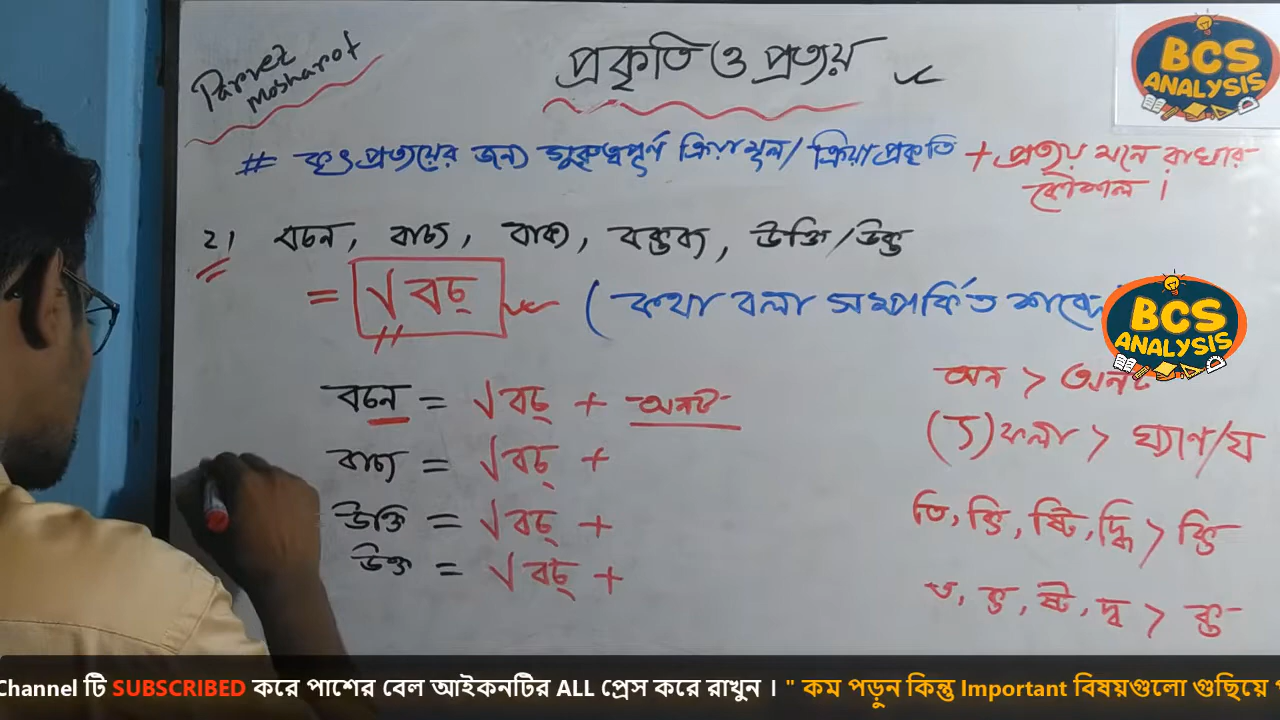 Parvez Mosharof
প্রকৃতি ও প্রত্যয়
BCS ANALYSIS
# কৃৎপ্রত্যয়ের জন্য গুরুত্বপূর্ণ ক্রিয়ামূল/ ক্রিয়াপ্রকৃতি + প্রত্যয় মনে রাখার
কৌশল।
২। বচন, বাচ্য, বাক্য, বক্তব্য, উক্তি/উক্ত
= √বচ্ (কথা বলা সম্পর্কিত শব্দে
BCS ANALYSIS
বচন = √বচ্ + অনট
বাচ্য = √বচ্ +
উক্তি = √বচ্ +
উক্ত = √বচ্ +
অন > অনট
(্য)ফলা > ঘ্যণ/য
তি, ক্তি, ষ্টি, দ্ধি > ক্তি
ত, ক্ত, ষ্ট, দ্ধ > ক্ত
Channel টি SUBSCRIBED করে পাশের বেল আইকনটির ALL প্রেস করে রাখুন। " কম পড়ুন কিন্তু Important বিষয়গুলো গুছিয়ে